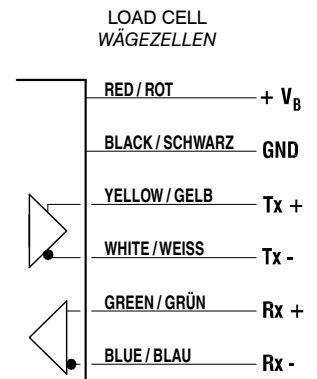 LOAD CELL
WÄGEZELLEN
RED / ROT + VB
BLACK / SCHWARZ GND
YELLOW / GELB Tx +
WHITE / WEISS Tx -
GREEN / GRÜN Rx +
BLUE / BLAU Rx -